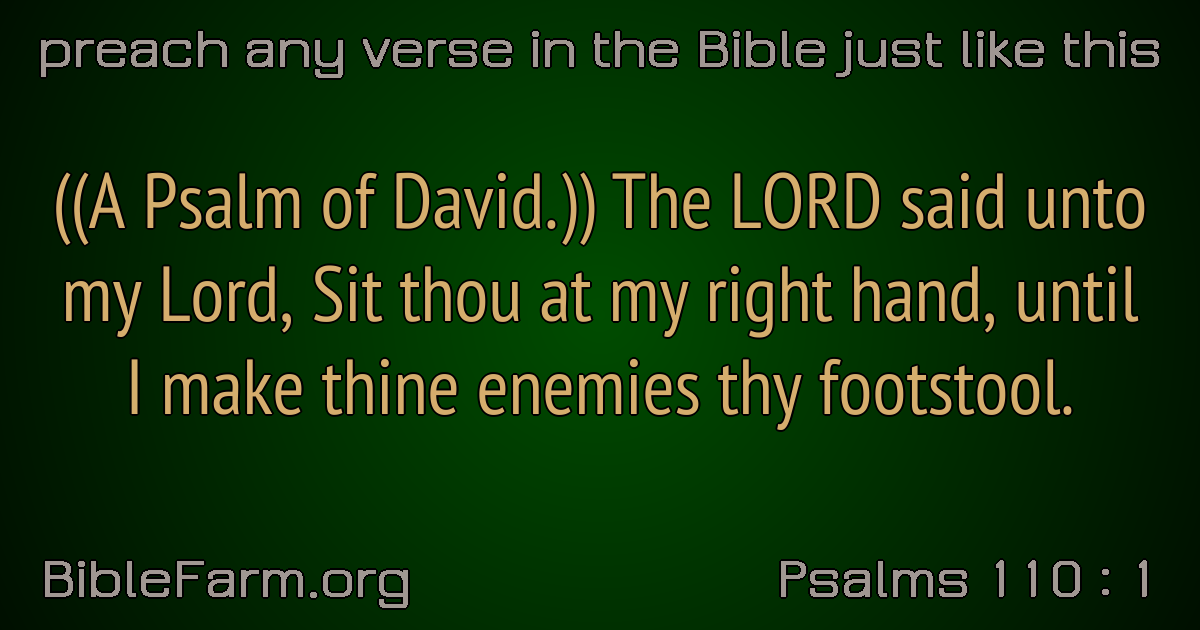 preach any verse in the Bible just like this
((A Psalm of David.)) The LORD said unto
my Lord, Sit thou at my right hand, until
I make thine enemies thy footstool.
BibleFarm.org
Psalms 110 : 1